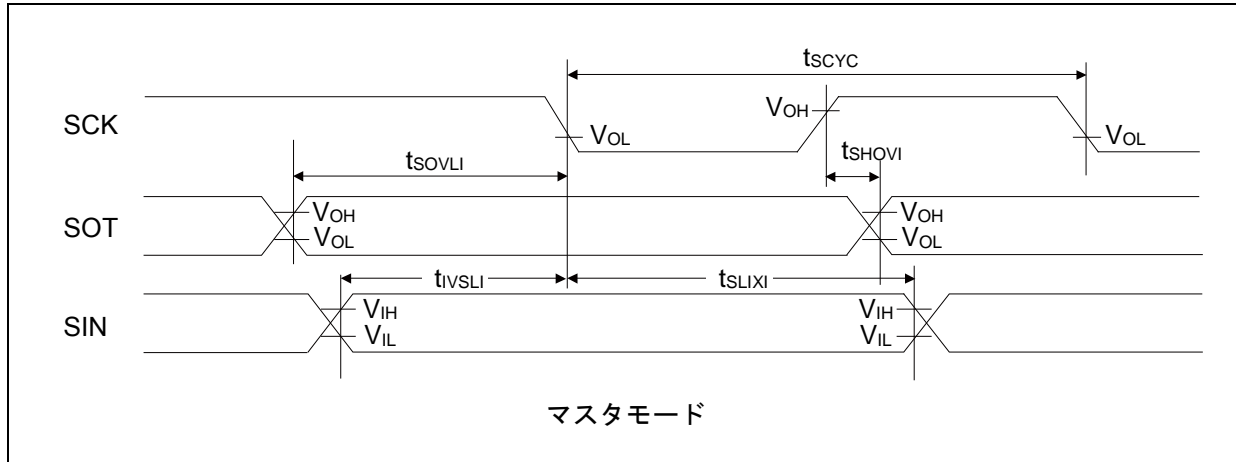 tSCYC
SCK
VOH
VOL
VOL
tSHOVI
tSOVLI
SOT
VOH
VOL
VOH
VOL
tIVSLI
tSLIXI
SIN
VIH
VIL
VIH
VIL
マスタモード